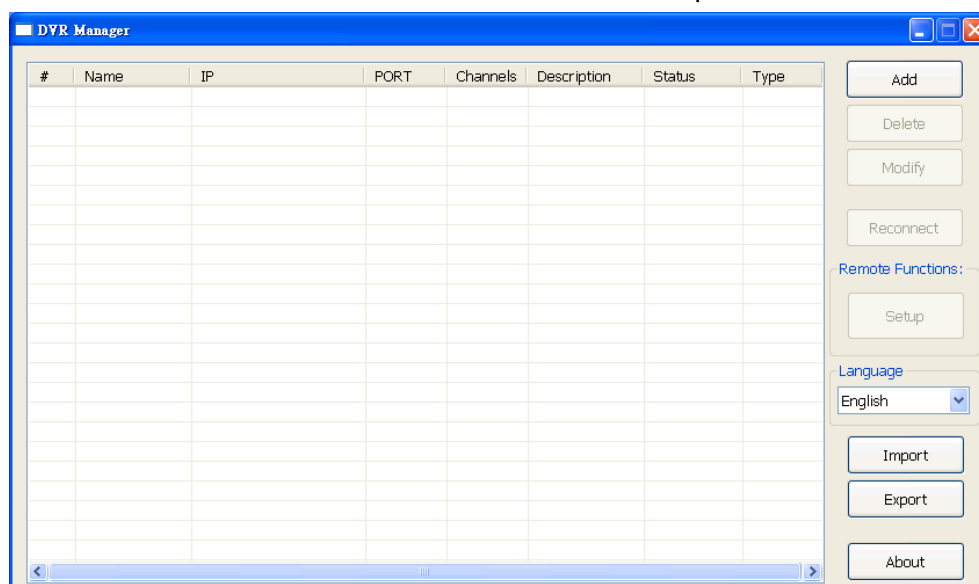 DVR Manager
# Name IP PORT Channels Description Status Type
Add
Delete
Modify
Reconnect
Remote Functions:
Setup
Language
English
Import
Export
About